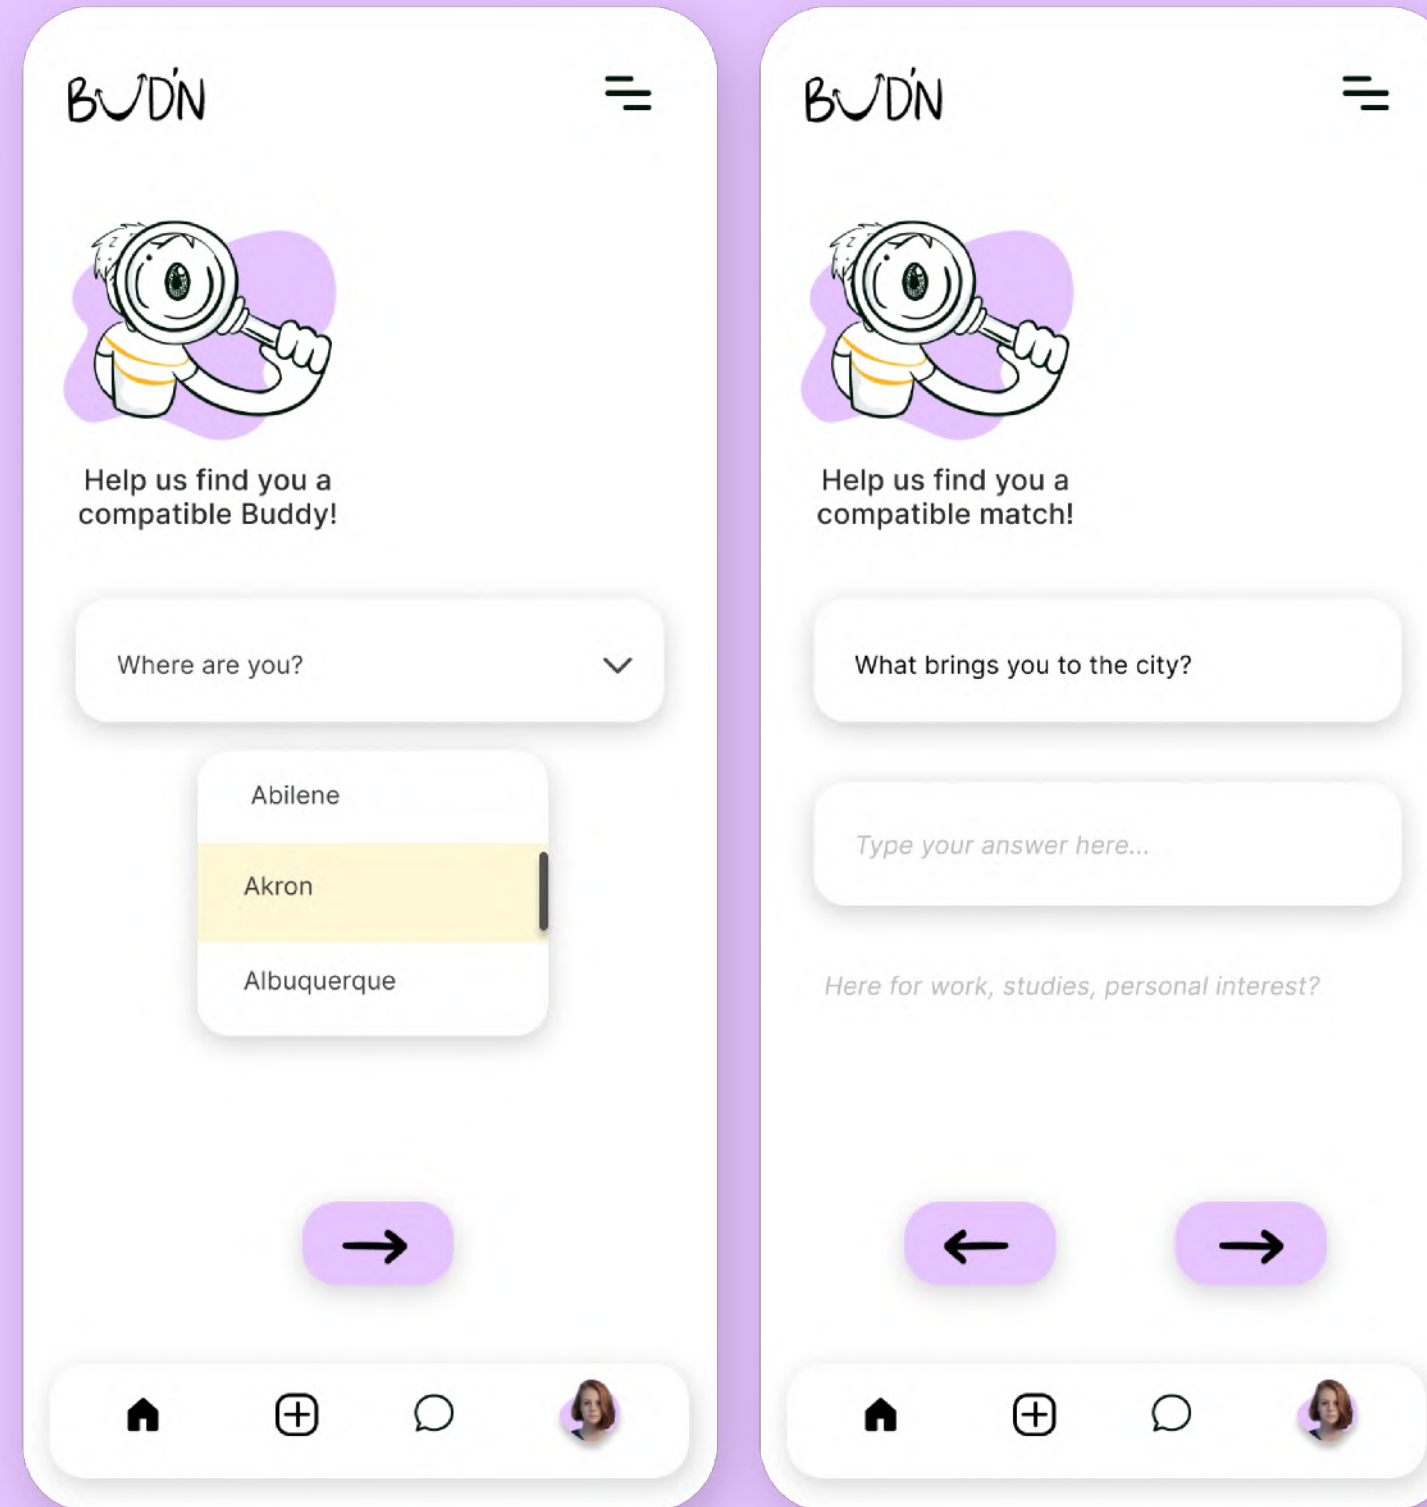 BUD'N
Help us find you a
compatible Buddy!
Where are you?
Abilene
Akron
Albuquerque
BUD'N
Help us find you a
compatible match!
What brings you to the city?
Type your answer here...
Here for work, studies, personal interest?